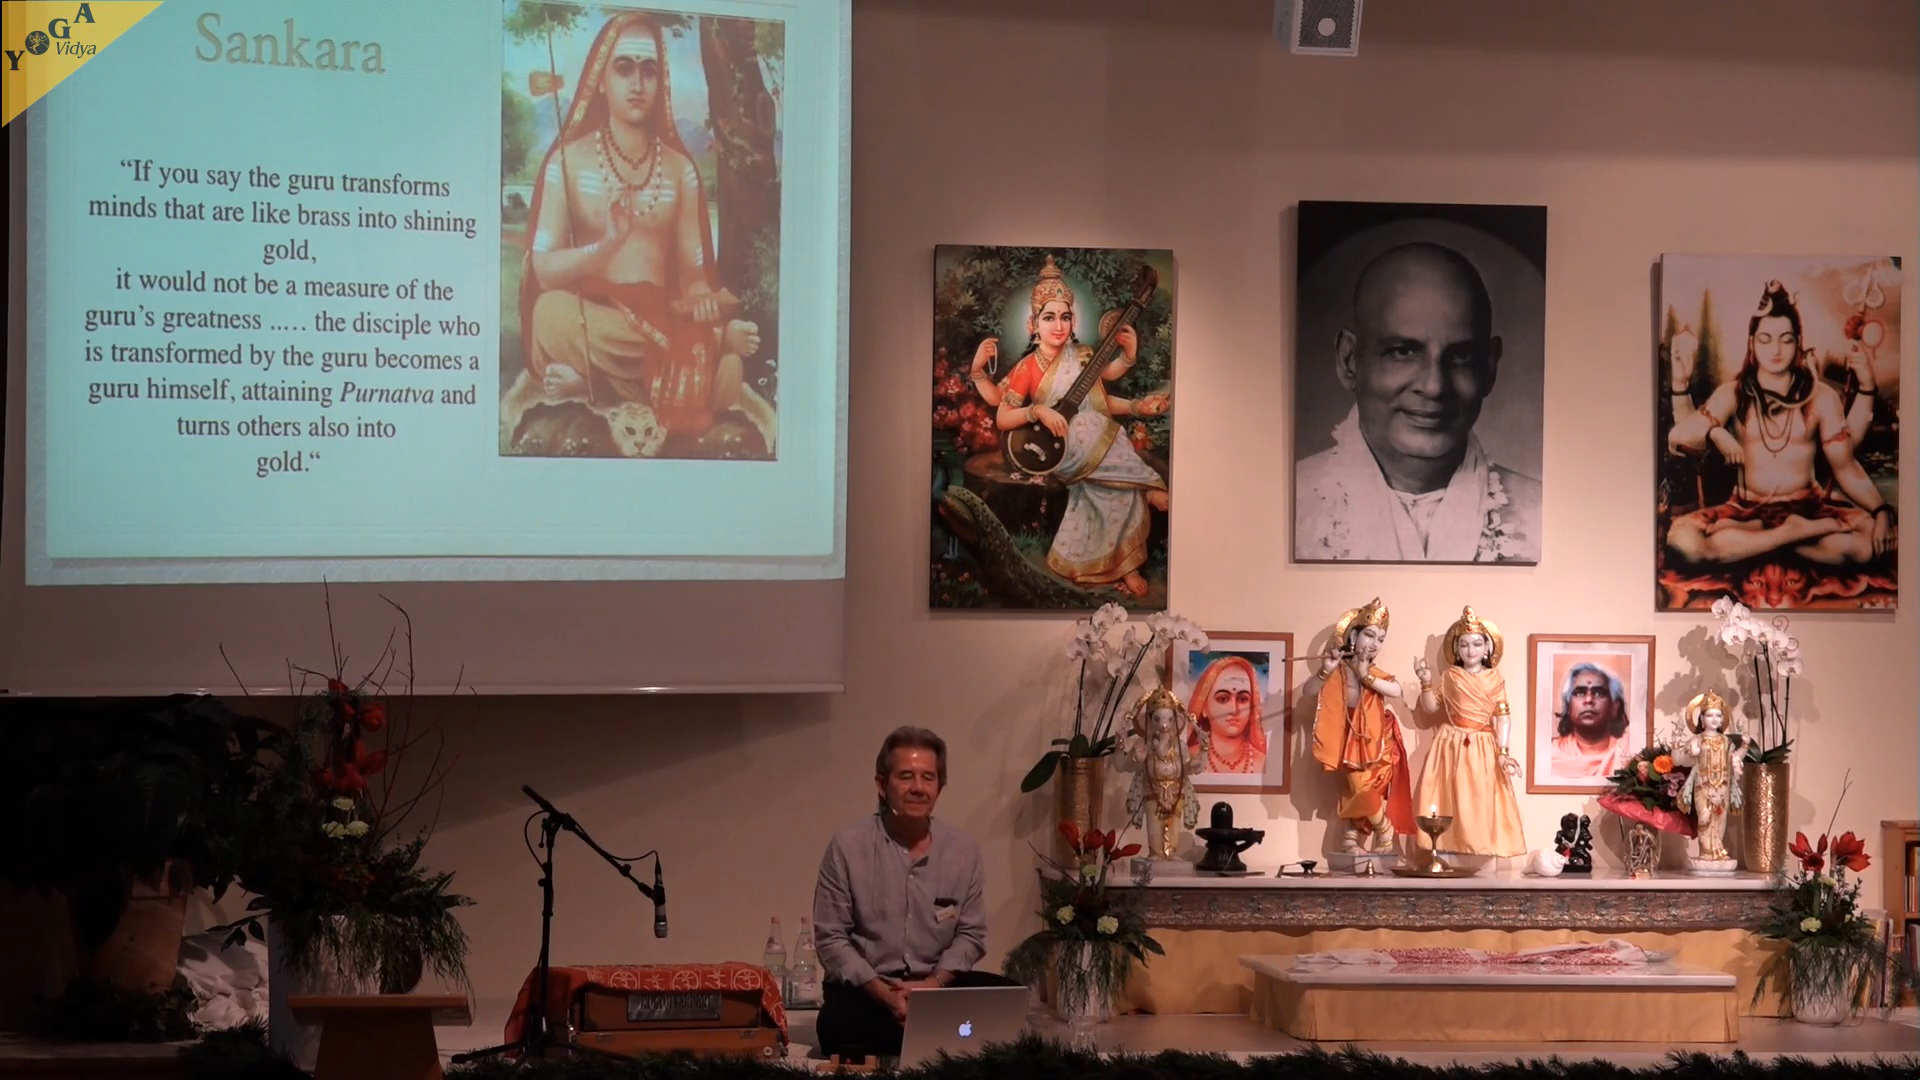 YOGA
Vidya
Sankara
“If you say the guru transforms
minds that are like brass into shining
gold,
it would not be a measure of the
guru’s greatness ..... the disciple who
is transformed by the guru becomes a
guru himself, attaining Purnatva and
turns others also into
gold.“